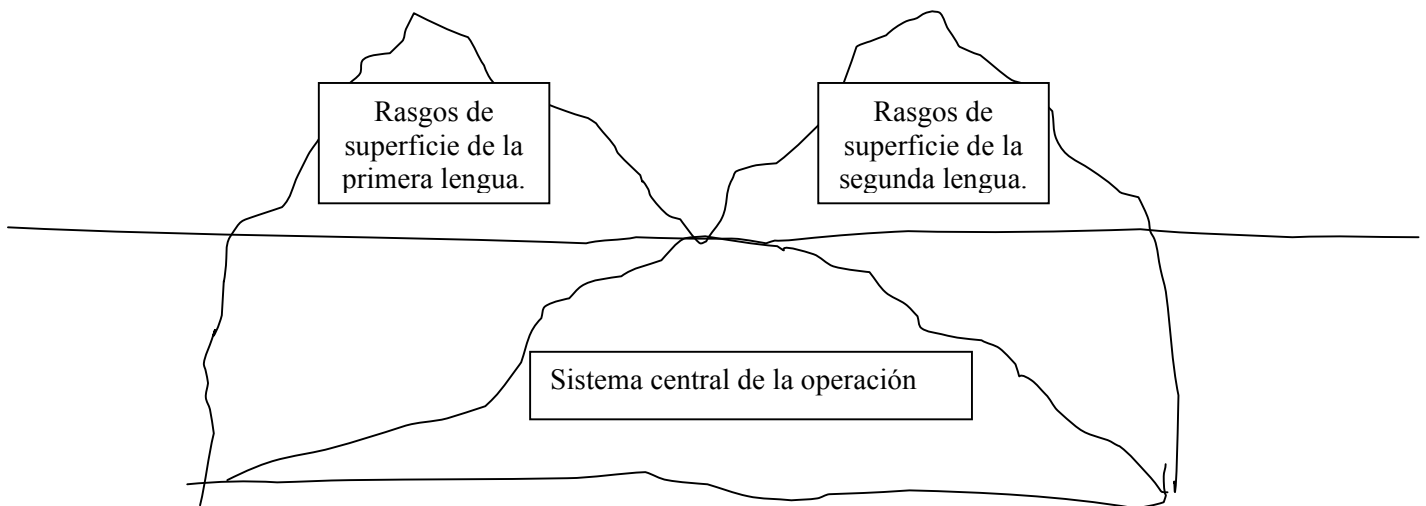 Rasgos de
superficie de la
primera lengua.
Rasgos de
superficie de la
segunda lengua.
Sistema central de la operación